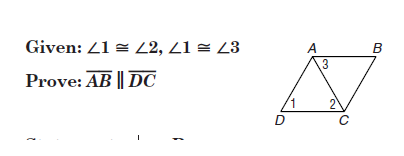 Given: ∠1 ≅ ∠2, ∠1 ≅ ∠3
Prove: AB ∥ DC
A B
3
1 2
D C